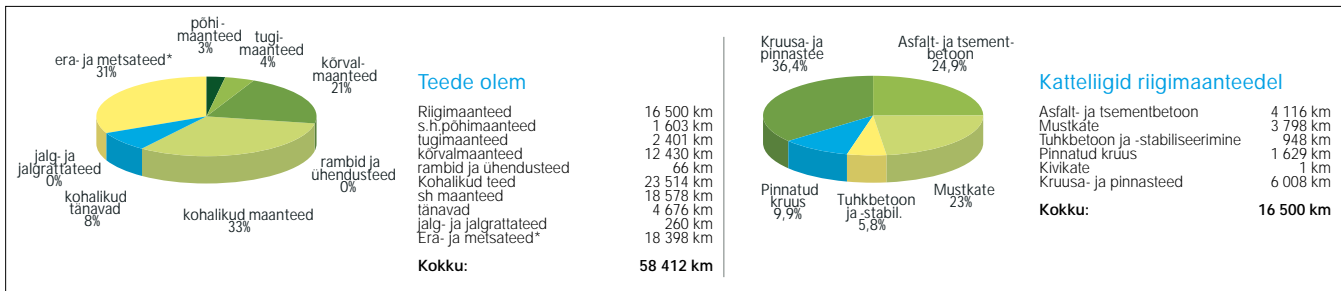 põhi-
maanteed
3%
tugi-
maanteed
4%
era- ja metsateed*
31%
kõrval-
maanteed
21%
jalg- ja
jalgrattateed
0%
rambid ja
ühendusteed
0%
kohalikud
tänavad
8%
kohalikud maanteed
33%
Teede olem
Riigimaanteed 16 500 km
s.h.põhimaanteed 1 603 km
tugimaanteed 2 401 km
kõrvalmaanteed 12 430 km
rambid ja ühendusteed 66 km
Kohalikud teed 23 514 km
sh maanteed 18 578 km
tänavad 4 676 km
jalg- ja jalgrattateed 260 km
Era- ja metsateed* 18 398 km
Kokku: 58 412 km
Kruusa- ja
pinnastee
36,4%
Asfalt- ja tsement-
betoon
24,9%
Pinnatud
kruus
9,9%
Tuhkbetoon
ja -stabil.
5,8%
Mustkate
23%
Katteliigid riigimaanteedel
Asfalt- ja tsementbetoon 4 116 km
Mustkate 3 798 km
Tuhkbetoon ja -stabiliseerimine 948 km
Pinnatud kruus 1 629 km
Kivikate 1 km
Kruusa- ja pinnasteed 6 008 km
Kokku: 16 500 km